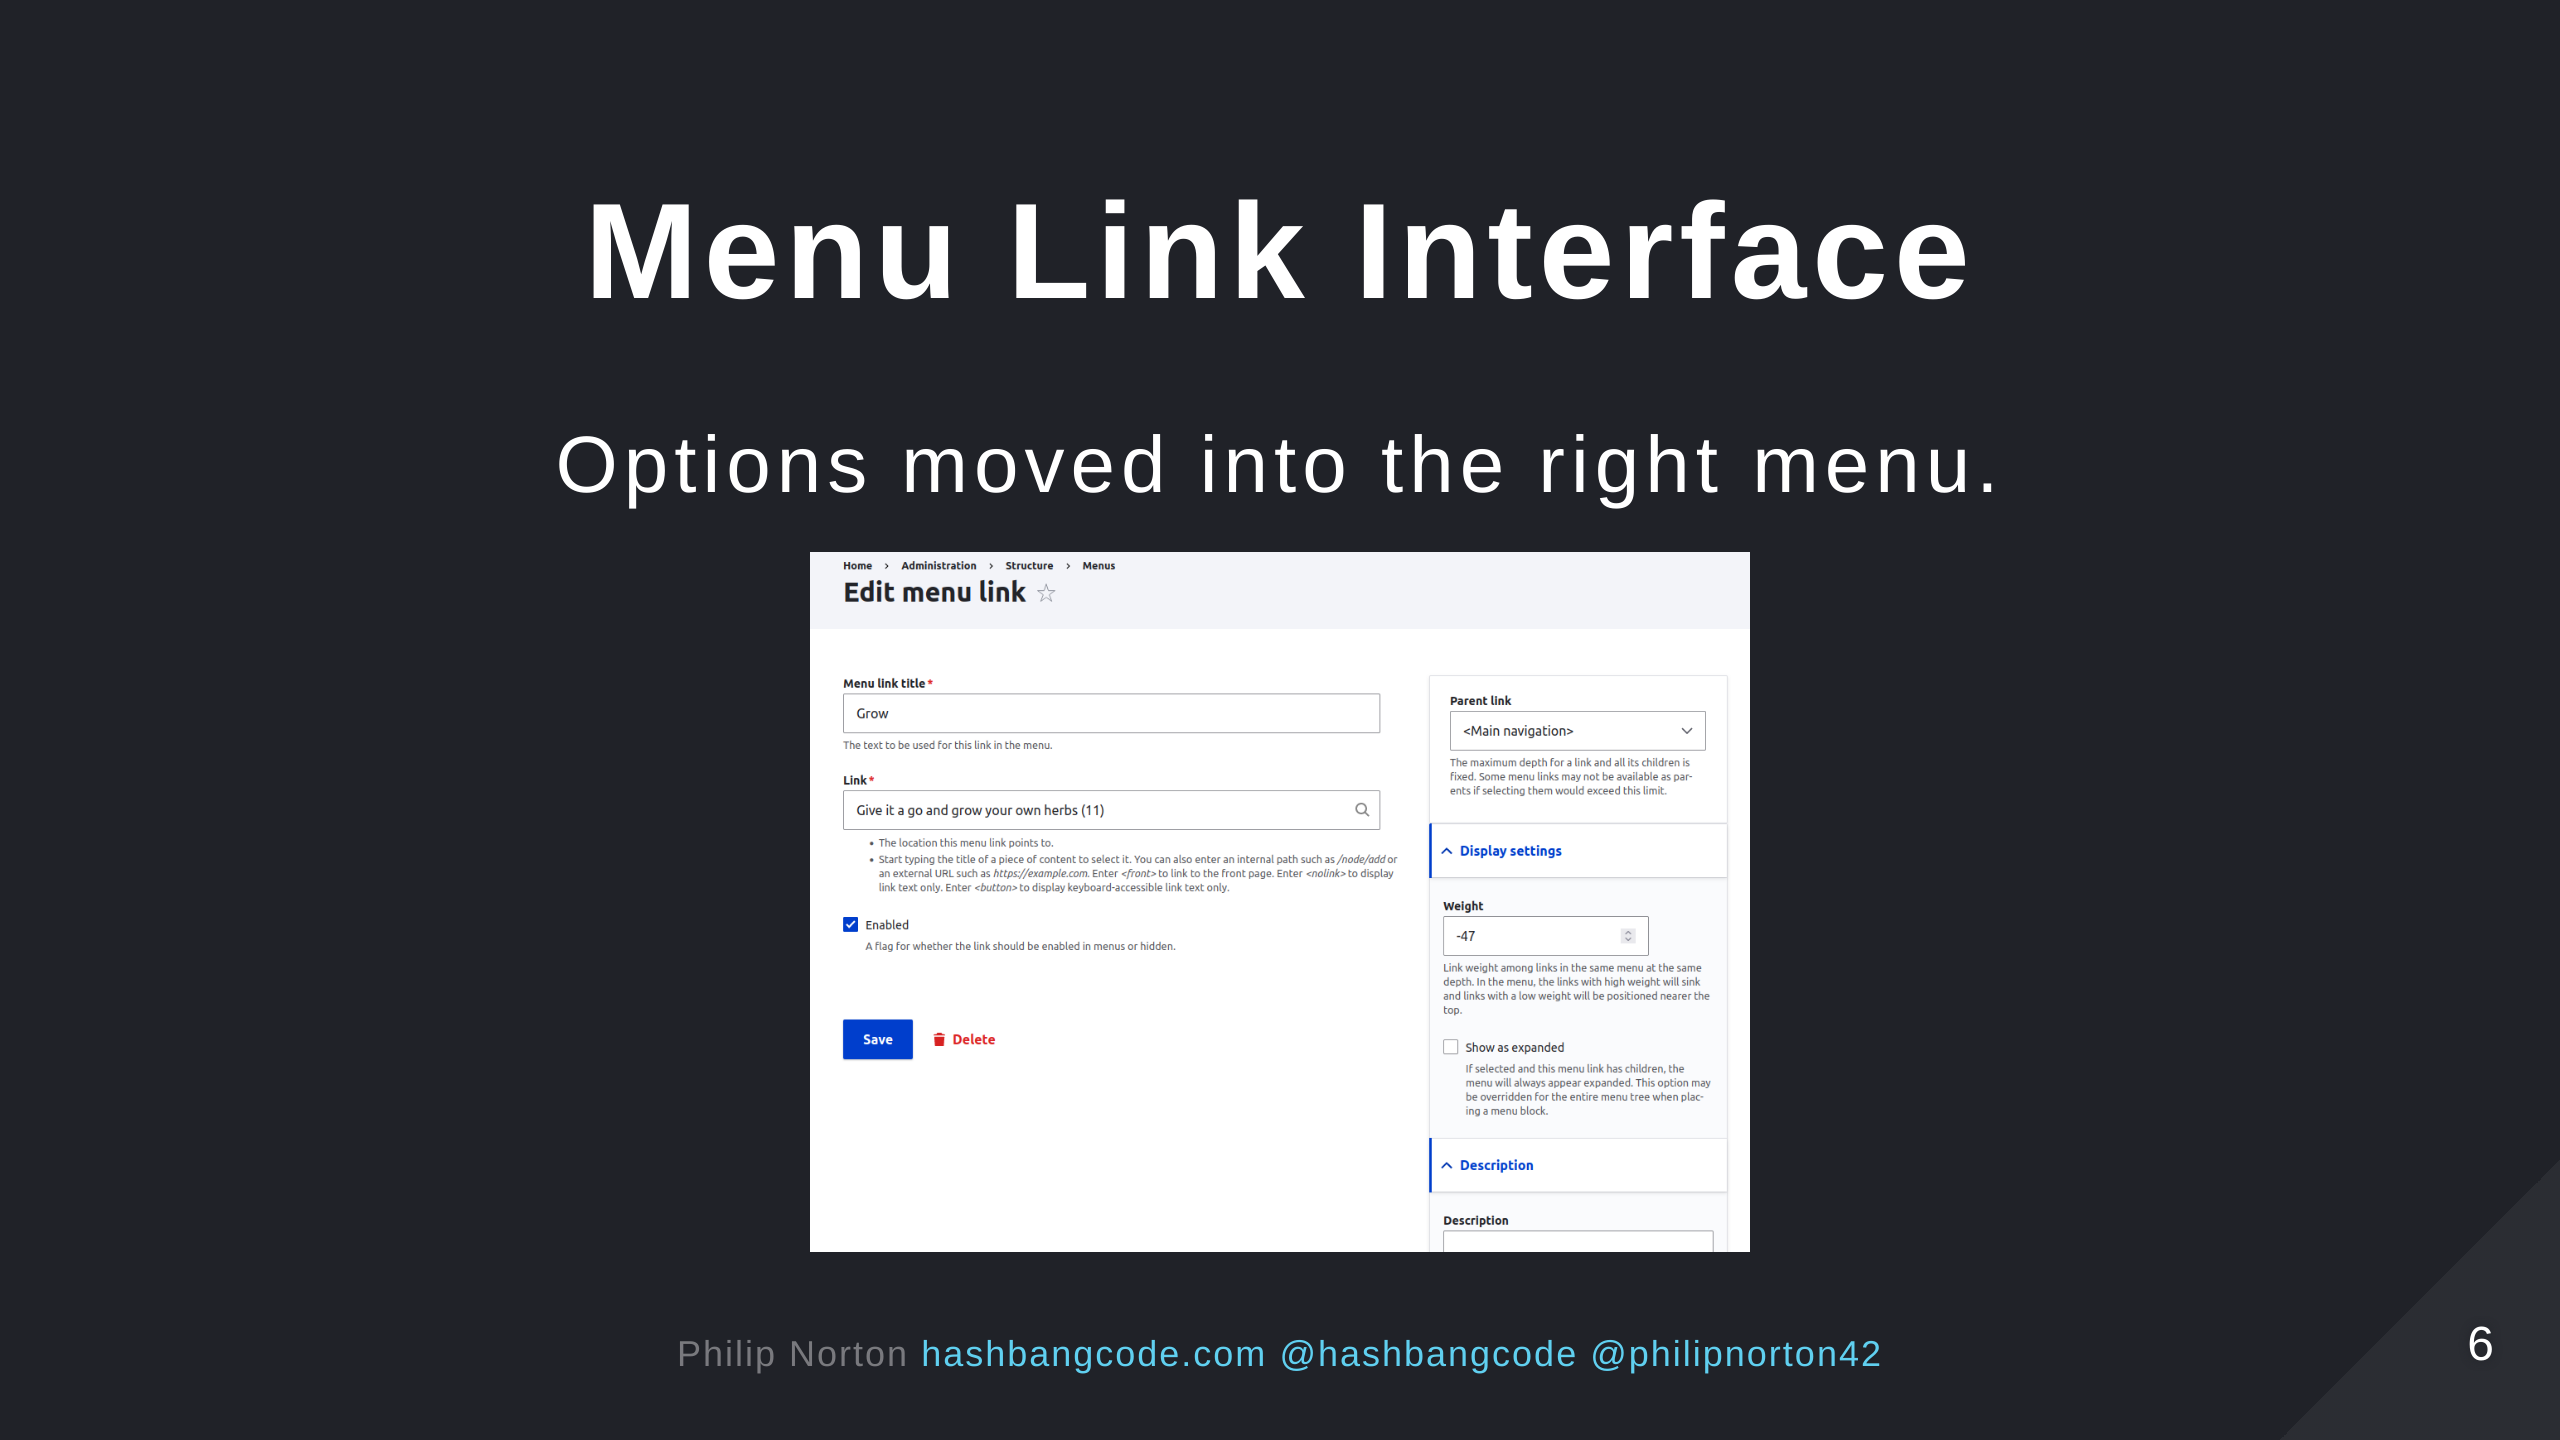 Menu Link Interface
Options moved into the right menu.
Home › Administration › Structure › Menus
Edit menu link ☆
Menu link title*
Grow
The text to be used for this link in the menu.
Link*
Give it a go and grow your own herbs (11)
• The location this menu link points to.
• Start typing the title of a piece of content to select it. You can also enter an internal path such as /node/add or
an external URL such as https://example.com. Enter <front> to link to the front page. Enter <nolink> to display
link text only. Enter <button> to display keyboard-accessible link text only.
Enabled
A flag for whether the link should be enabled in menus or hidden.
Save Delete
Parent link
<Main navigation>
The maximum depth for a link and all its children is
fixed. Some menu links may not be available as par-
ents if selecting them would exceed this limit.
Display settings
Weight
-47
Link weight among links in the same menu at the same
depth. In the menu, the links with high weight will sink
and links with a low weight will be positioned nearer the
top.
Show as expanded
If selected and this menu link has children, the
menu will always appear expanded. This option may
be overridden for the entire menu tree when plac-
ing a menu block.
Description
Description
Philip Norton hashbangcode.com @hashbangcode @philipnorton42
6